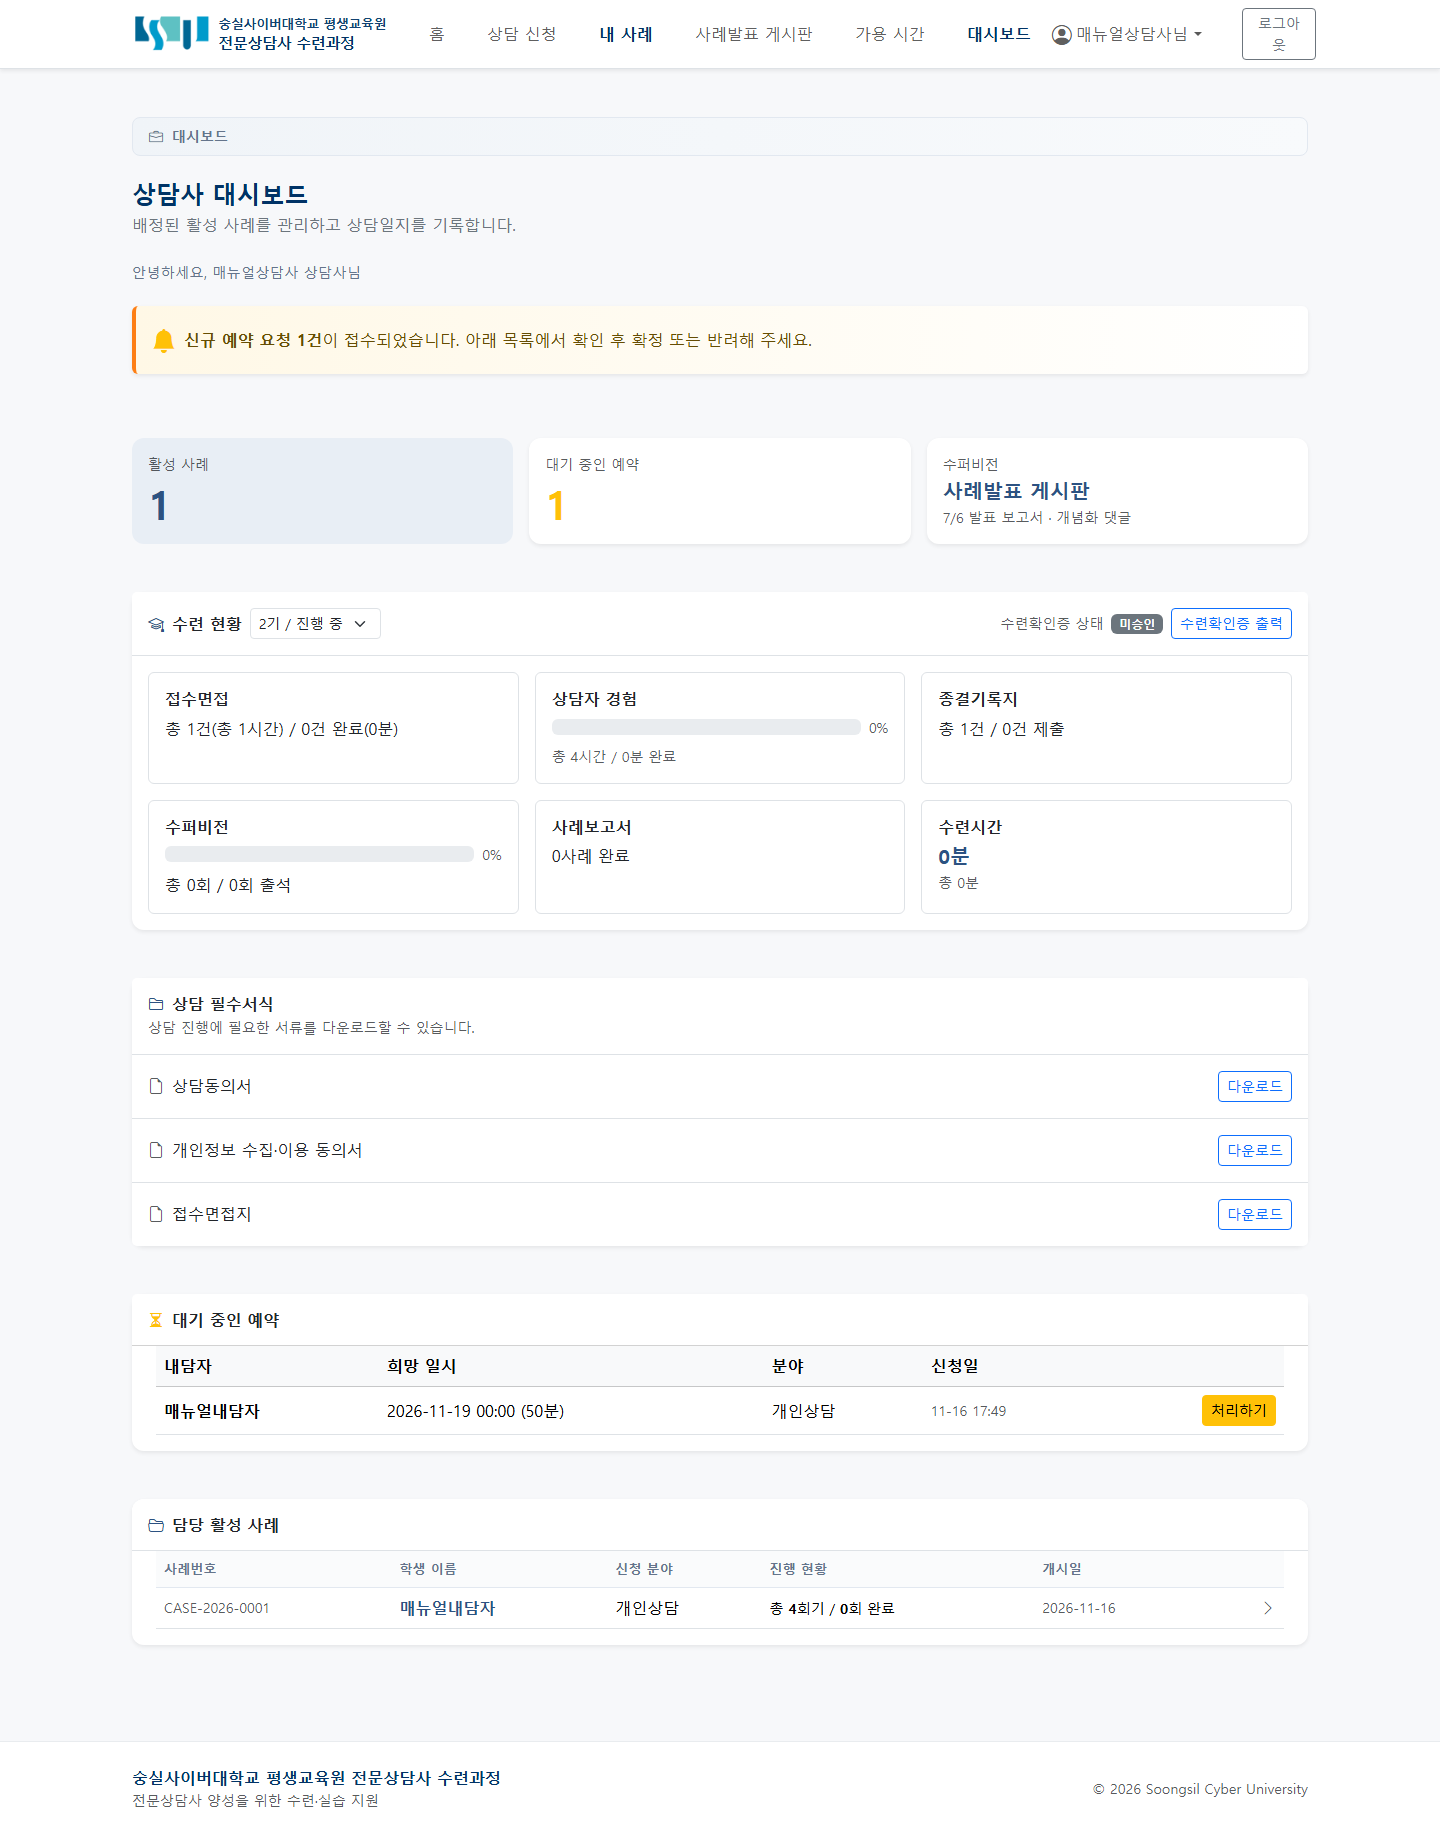 숭실사이버대학교 평생교육원
전문상담사 수련과정
홈
상담 신청
내 사례
사례발표 게시판
가용 시간
대시보드
매뉴얼상담사님
로그아웃
대시보드
상담사 대시보드
배정된 활성 사례를 관리하고 상담일지를 기록합니다.
안녕하세요, 매뉴얼상담사 상담사님
신규 예약 요청 1건이 접수되었습니다. 아래 목록에서 확인 후 확정 또는 반려해 주세요.
활성 사례
1
대기 중인 예약
1
수퍼비전
사례발표 게시판
7/6 발표 보고서 · 개념화 댓글
수련 현황
2기 / 진행 중
수련확인증 상태
미승인
수련확인증 출력
접수면접
총 1건(총 1시간) / 0건 완료(0분)
상담자 경험
0%
총 4시간 / 0분 완료
종결기록지
총 1건 / 0건 제출
수퍼비전
0%
총 0회 / 0회 출석
사례보고서
0사례 완료
수련시간
0분
총 0분
상담 필수서식
상담 진행에 필요한 서류를 다운로드할 수 있습니다.
상담동의서
다운로드
개인정보 수집·이용 동의서
다운로드
접수면접지
다운로드
대기 중인 예약
내담자 희망 일시 분야 신청일
매뉴얼내담자 2026-11-19 00:00 (50분) 개인상담 11-16 17:49 처리하기
담당 활성 사례
사례번호 학생 이름 신청 분야 진행 현황 개시일
CASE-2026-0001 매뉴얼내담자 개인상담 총 4회기 / 0회 완료 2026-11-16
숭실사이버대학교 평생교육원 전문상담사 수련과정
전문상담사 양성을 위한 수련·실습 지원
© 2026 Soongsil Cyber University